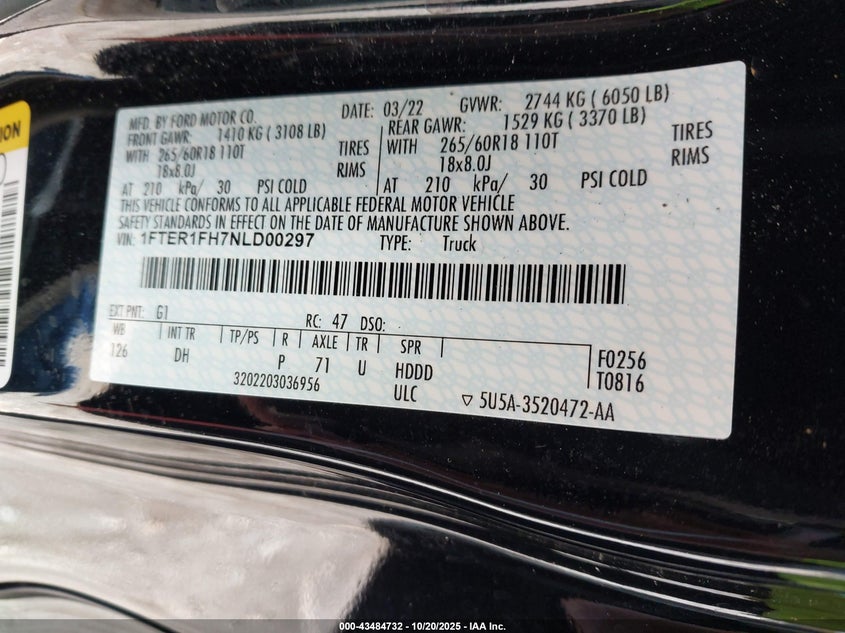 ION
MFD. BY FORD MOTOR CO.
DATE: 03/22 GVWR: 2744 KG ( 6050 LB)
FRONT GAWR: 1410 KG ( 3108 LB)
REAR GAWR: 1529 KG ( 3370 LB)
WITH 265/60R18 110T TIRES
WITH 265/60R18 110T TIRES
18x8.0J RIMS
18x8.0J RIMS
AT 210 kPa/ 30 PSI COLD
AT 210 kPa/ 30 PSI COLD
THIS VEHICLE CONFORMS TO ALL APPLICABLE FEDERAL MOTOR VEHICLE
SAFETY STANDARDS IN EFFECT ON THE DATE OF MANUFACTURE SHOWN ABOVE.
VIN: 1FTER1FH7NLD00297 TYPE: Truck
EXT PNT: G1 RC: 47 DSO:
WB INT TR TP/PS R AXLE TR SPR
126 DH P 71 U HDDD
F0256
T0816
3202203036956 ULC
▽ 5U5A-3520472-AA
000-43484732 - 10/20/2025 - IAA Inc.